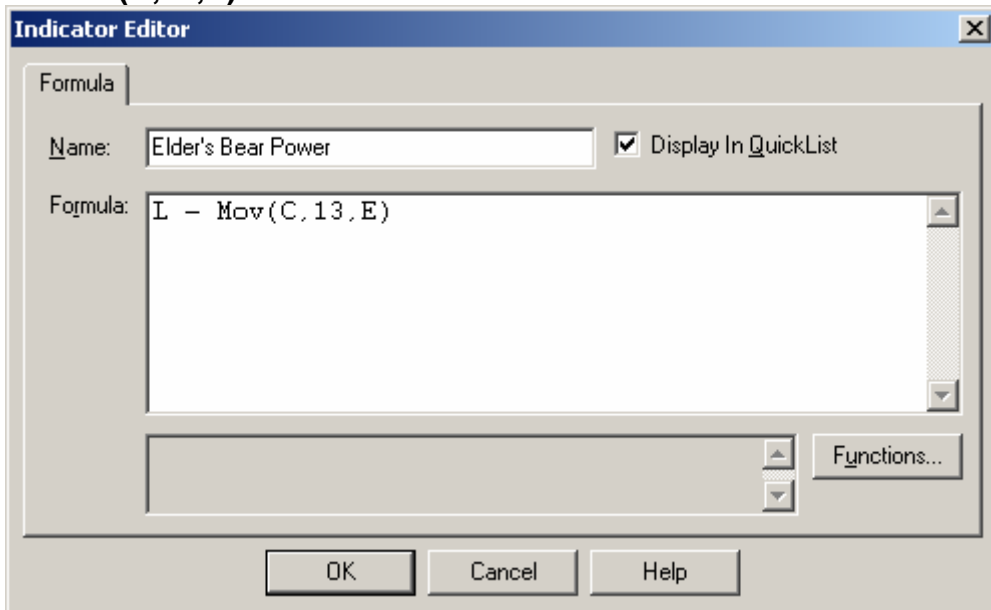 Indicator Editor
Formula
Name: Elder's Bear Power Display In QuickList
Formula: L - Mov(C,13,E)
Functions...
OK Cancel Help